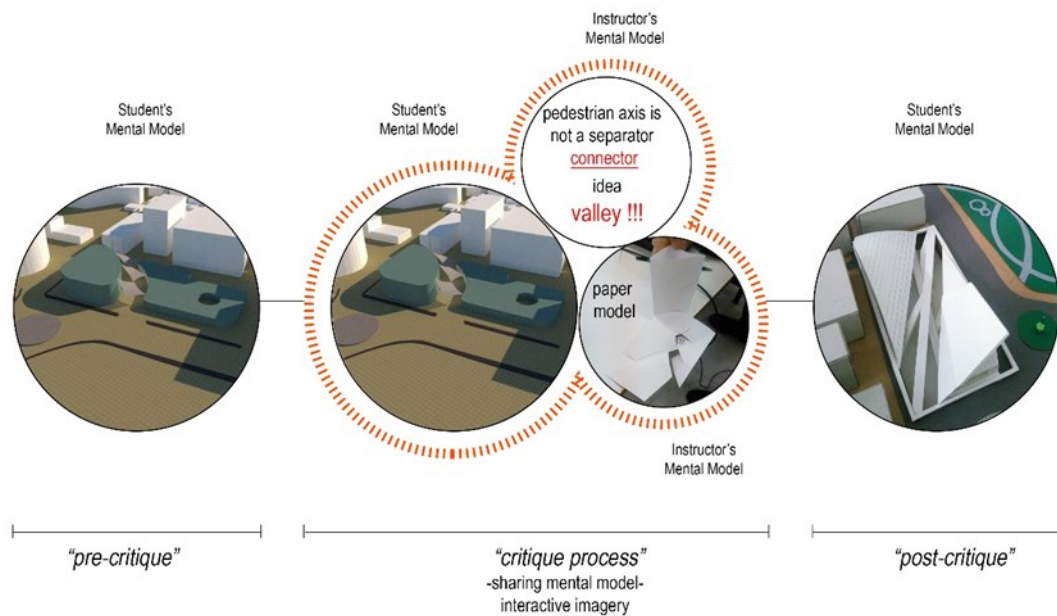 Instructor's
Mental Model
Student's
Mental Model
Student's
Mental Model
Student's
Mental Model
pedestrian axis is
not a separator
connector
idea
valley !!!
paper
model
Instructor's
Mental Model
"pre-critique"
"critique process"
-sharing mental model-
interactive imagery
"post-critique"